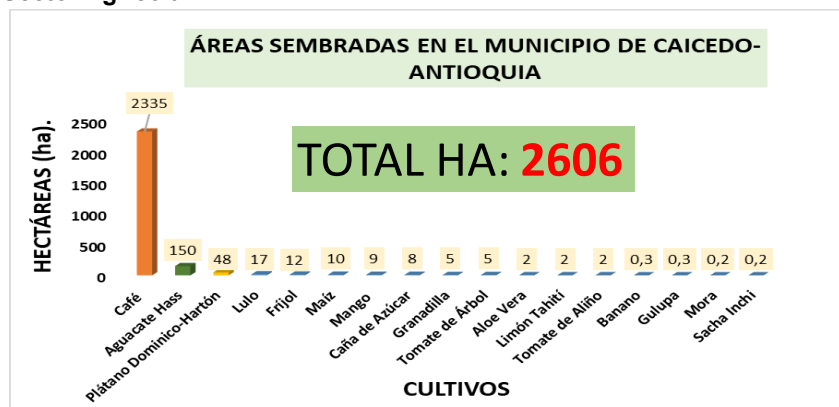 ÁREAS SEMBRADAS EN EL MUNICIPIO DE CAICEDO-
ANTIOQUIA
TOTAL HA: 2606
HECTÁREAS (ha).
2500
2000
1500
1000
500
0
2335
150
48
17
12
10
9
8
5
5
2
2
2
0,3
0,3
0,2
0,2
Café
Aguacate Hass
Plátano Dominico-Hartón
Lulo
Fríjol
Maíz
Mango
Caña de Azúcar
Granadilla
Tomate de Árbol
Aloe Vera
Limón Tahití
Tomate de Aliño
Banano
Gulupa
Mora
Sacha Inchi
CULTIVOS